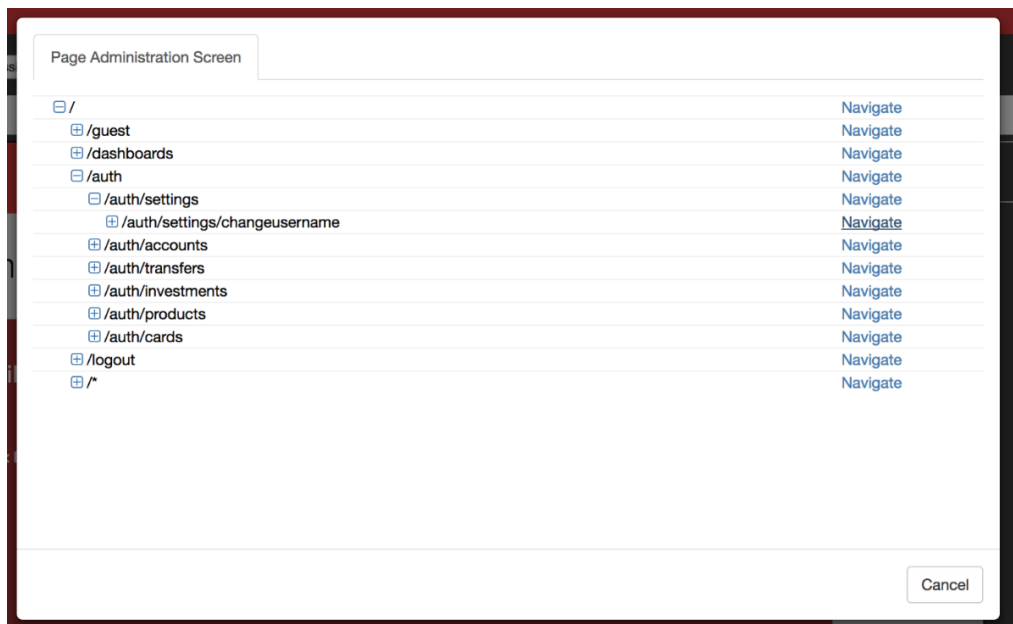 Page Administration Screen
/ Navigate
/guest Navigate
/dashboards Navigate
/auth Navigate
/auth/settings Navigate
/auth/settings/changeusername Navigate
/auth/accounts Navigate
/auth/transfers Navigate
/auth/investments Navigate
/auth/products Navigate
/auth/cards Navigate
/logout Navigate
/* Navigate
Cancel